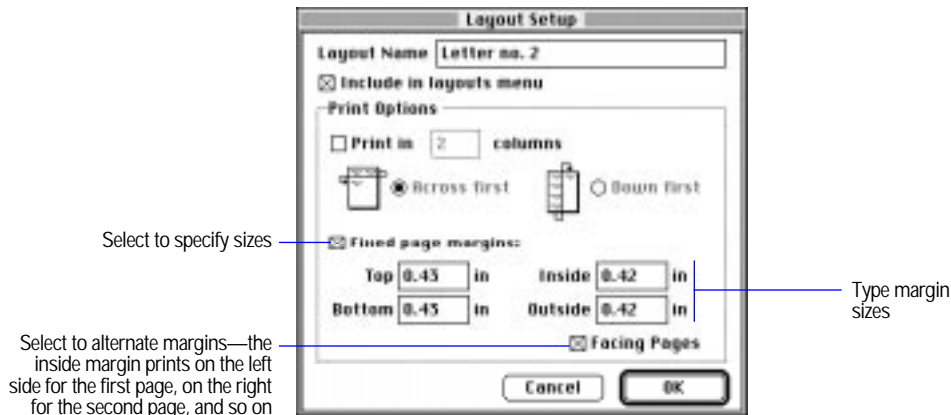 Layout Setup
Layout Name Letter no. 2
Include in layouts menu
Print Options
Print in 2 columns
Across first Down first
Select to specify sizes
Fixed page margins:
Top 0.43 in Inside 0.42 in
Bottom 0.43 in Outside 0.42 in
Type margin
sizes
Select to alternate margins—the
inside margin prints on the left
side for the first page, on the right
for the second page, and so on
Facing Pages
Cancel OK